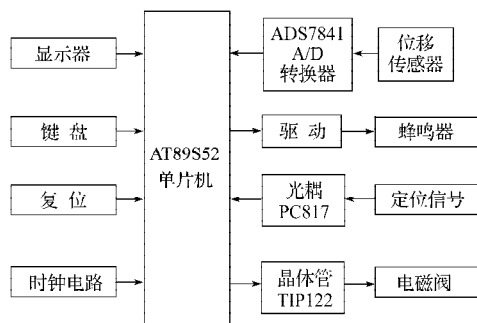 显示器
键 盘
复 位
时钟电路
AT89S52
单片机
ADS7841
A/D
转换器
位移
传感器
驱 动
蜂鸣器
光耦
PC817
定位信号
晶体管
TIP122
电磁阀